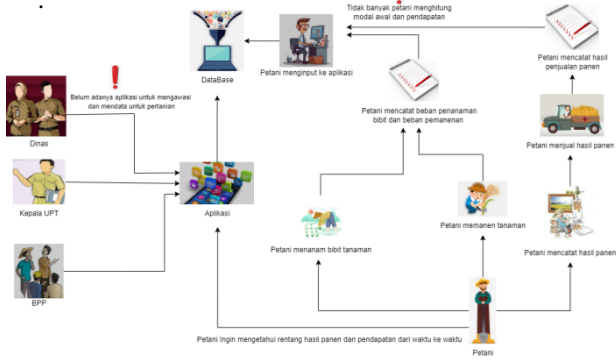 Tidak banyak petani menghitung
modal awal dan pendapatan
DataBase
Petani menginput ke aplikasi
Petani mencatat hasil
penjualan panen
Belum adanya aplikasi untuk mengawasi
dan mendata untuk pertanian
Petani mencatat beban penanaman
bibit dan beban pemanenan
Dinas
Petani menjual hasil panen
Kepala UPT
Aplikasi
Petani memanen tanaman
Petani menanam bibit tanaman
Petani mencatat hasil panen
BPP
Petani Ingin mengetahui rentang hasil panen dan pendapatan dari waktu ke waktu
Petani